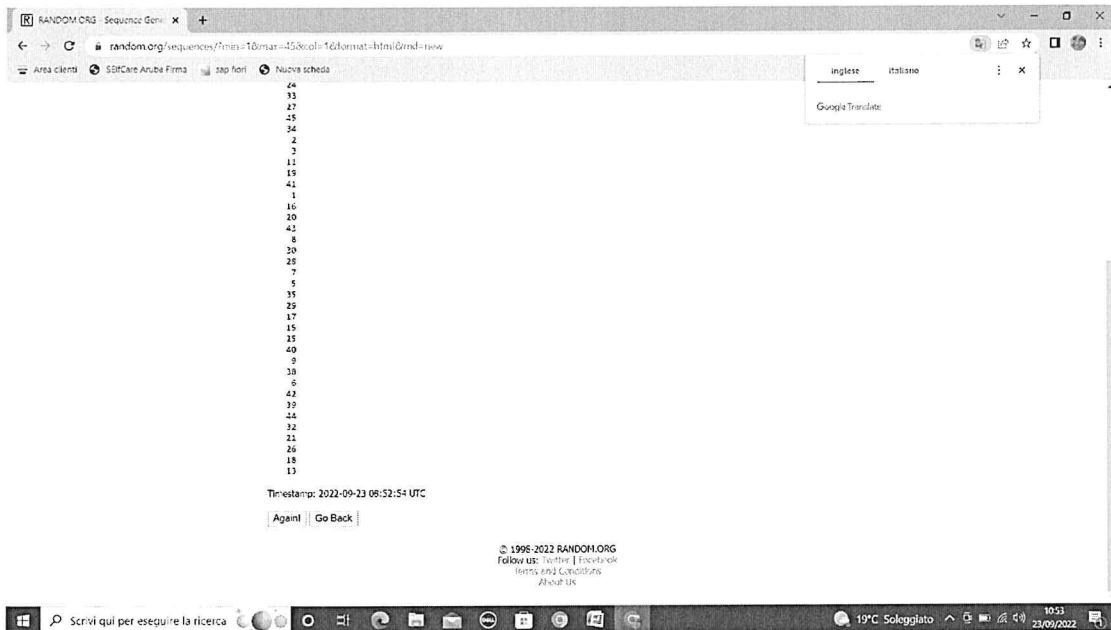 RANDOM.ORG - Sequence Gene
random.org/sequences/?min=1&max=45&col=1&format=html&rnd=new
Area clienti SElfCare Aruba Firma sap fiori Nuova scheda
inglese italiano
Google Translate
24
33
27
45
34
2
3
11
19
41
1
16
20
43
8
30
28
7
5
35
29
17
15
25
40
9
38
6
42
39
44
32
21
26
18
13
Timestamp: 2022-09-23 08:52:54 UTC
Again! Go Back
© 1998-2022 RANDOM.ORG
Follow us: Twitter | Facebook
Terms and Conditions
About Us
Scrivi qui per eseguire la ricerca
19°C Soleggiato
10:53
23/09/2022